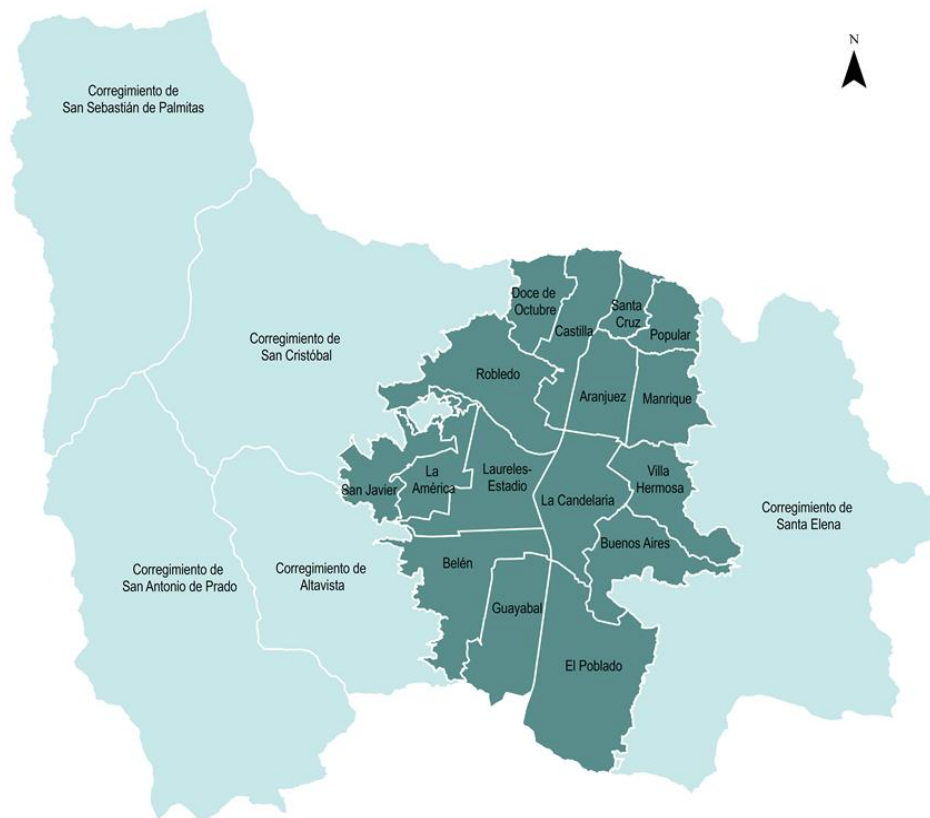 N
Corregimiento de
San Sebastián de Palmitas
Doce de
Octubre
Santa
Cruz
Castilla
Popular
Corregimiento de
San Cristóbal
Robledo
Aranjuez
Manrique
La
América
San Javier
Laureles-
Estadio
La Candelaria
Villa
Hermosa
Corregimiento de
Santa Elena
Buenos Aires
Corregimiento de
San Antonio de Prado
Corregimiento de
Altavista
Belén
Guayabal
El Poblado